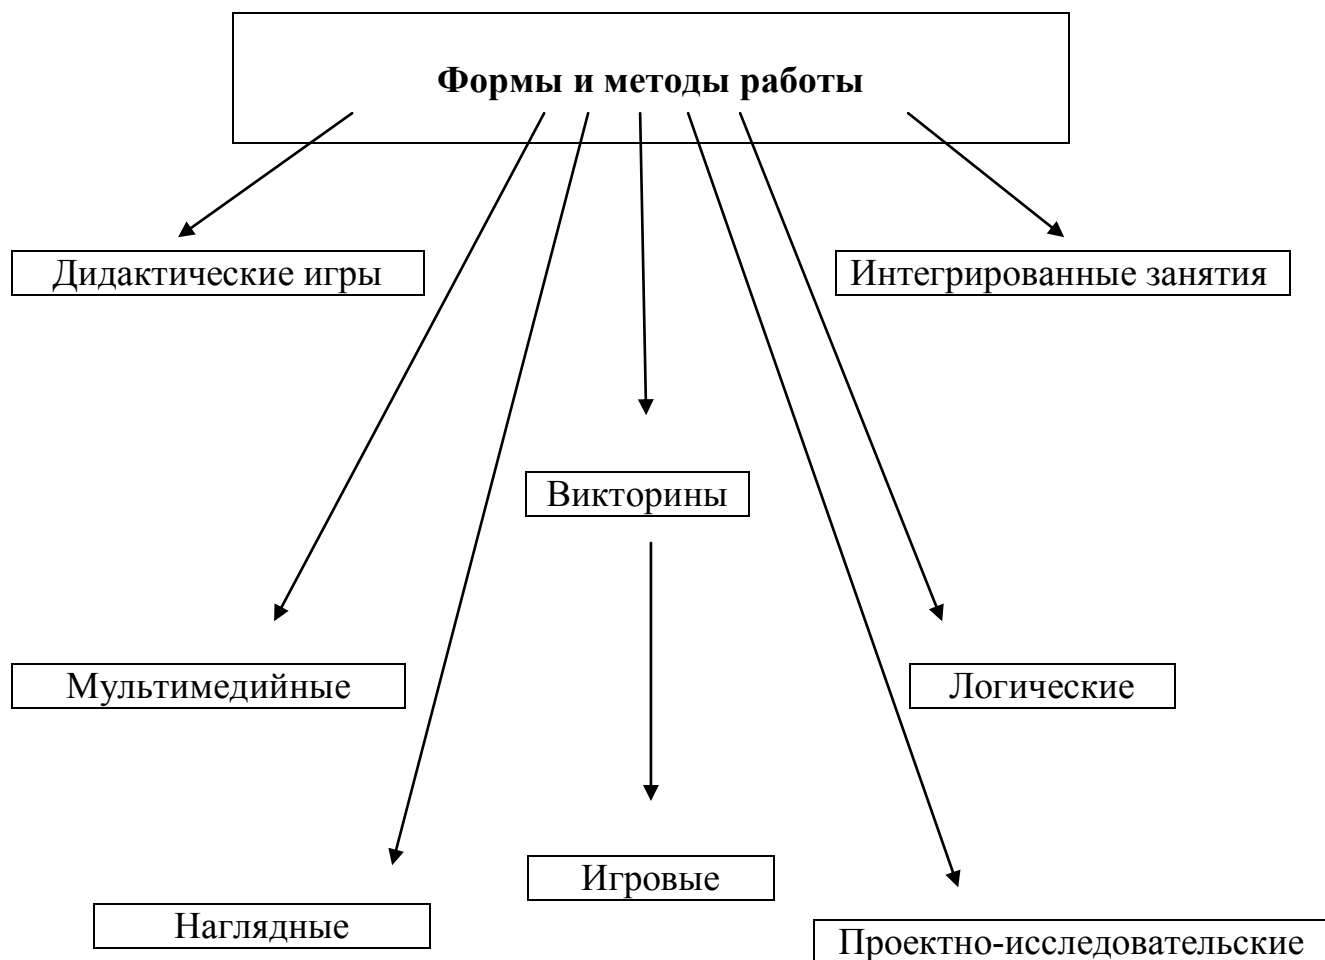 Формы и методы работы
Дидактические игры
Интегрированные занятия
Викторины
Мультимедийные
Логические
Игровые
Наглядные
Проектно-исследовательские